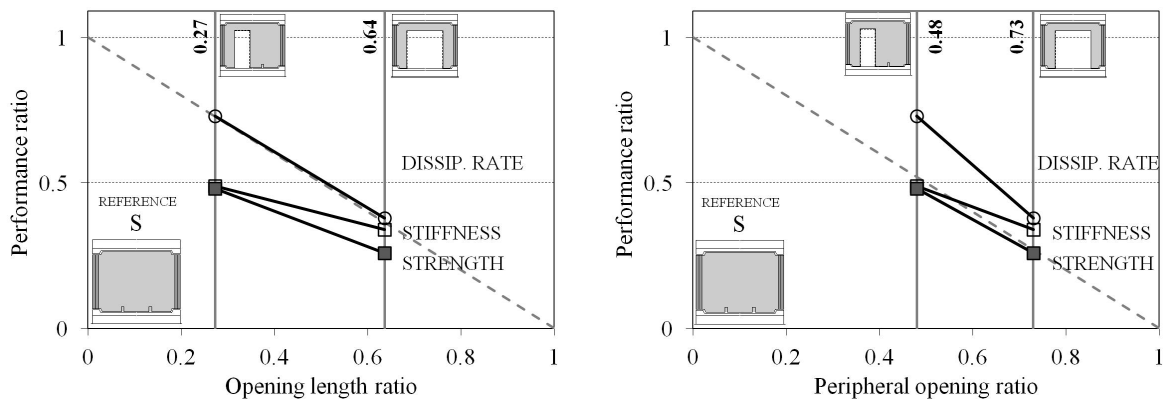 0.27
0.64
1
DISSIP. RATE
0.5
REFERENCE
S
STIFFNESS
STRENGTH
0
0 0.2 0.4 0.6 0.8 1
Performance ratio
Opening length ratio
0.48
0.73
1
DISSIP. RATE
0.5
REFERENCE
S
STIFFNESS
STRENGTH
0
0 0.2 0.4 0.6 0.8 1
Performance ratio
Peripheral opening ratio